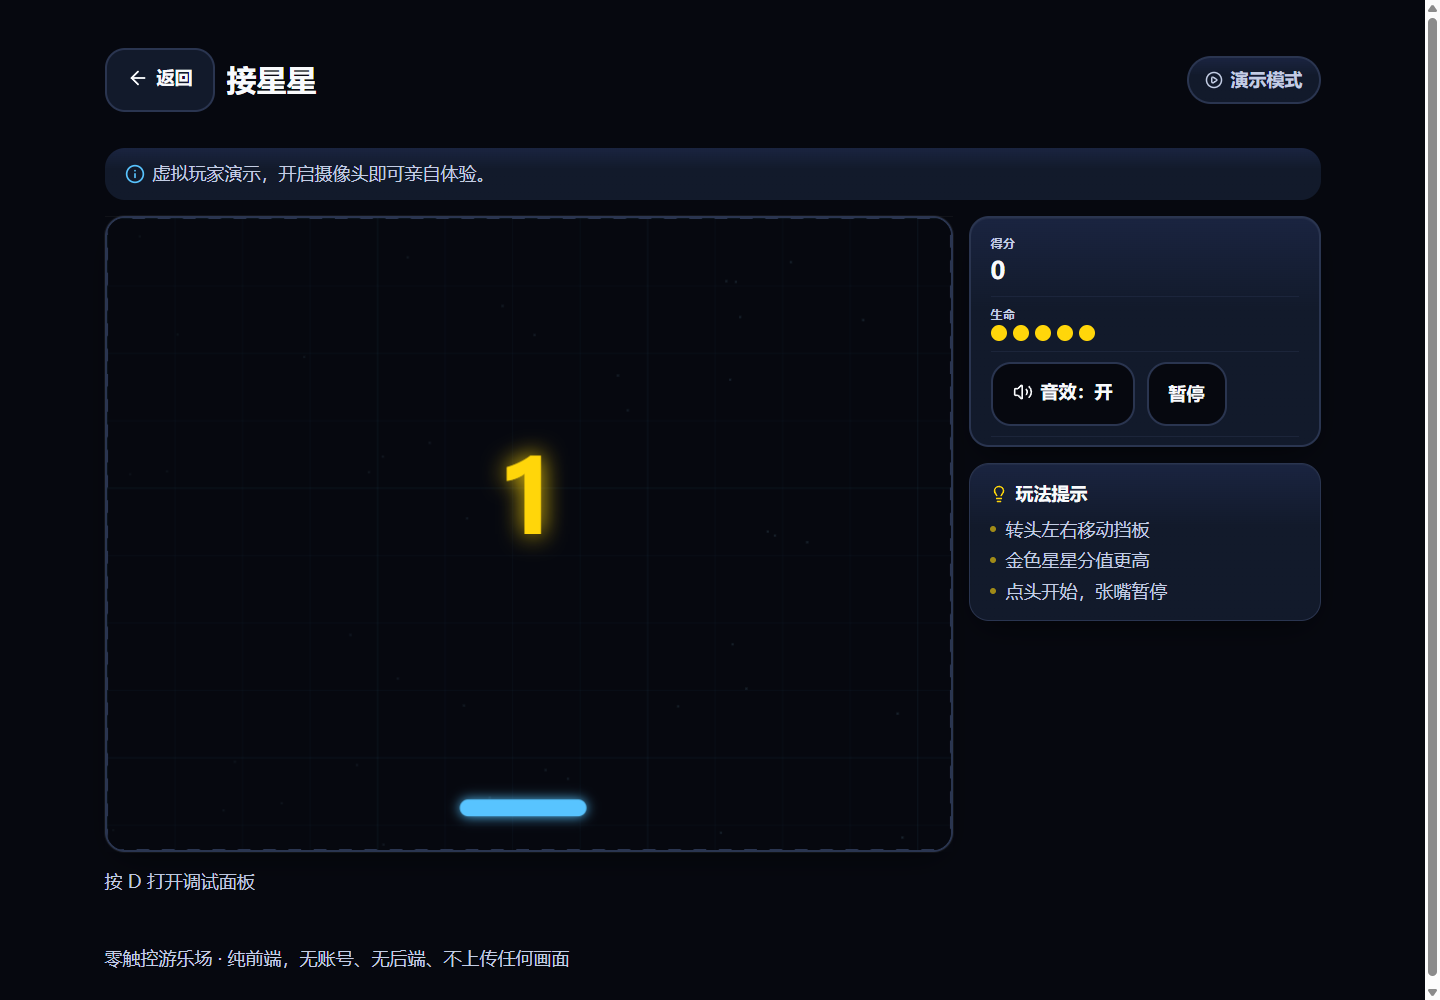 返回
接星星
演示模式
虚拟玩家演示，开启摄像头即可亲自体验。
得分
0
生命
音效：开
暂停
1
玩法提示
转头左右移动挡板
金色星星分值更高
点头开始，张嘴暂停
按 D 打开调试面板
零触控游乐场 · 纯前端，无账号、无后端、不上传任何画面